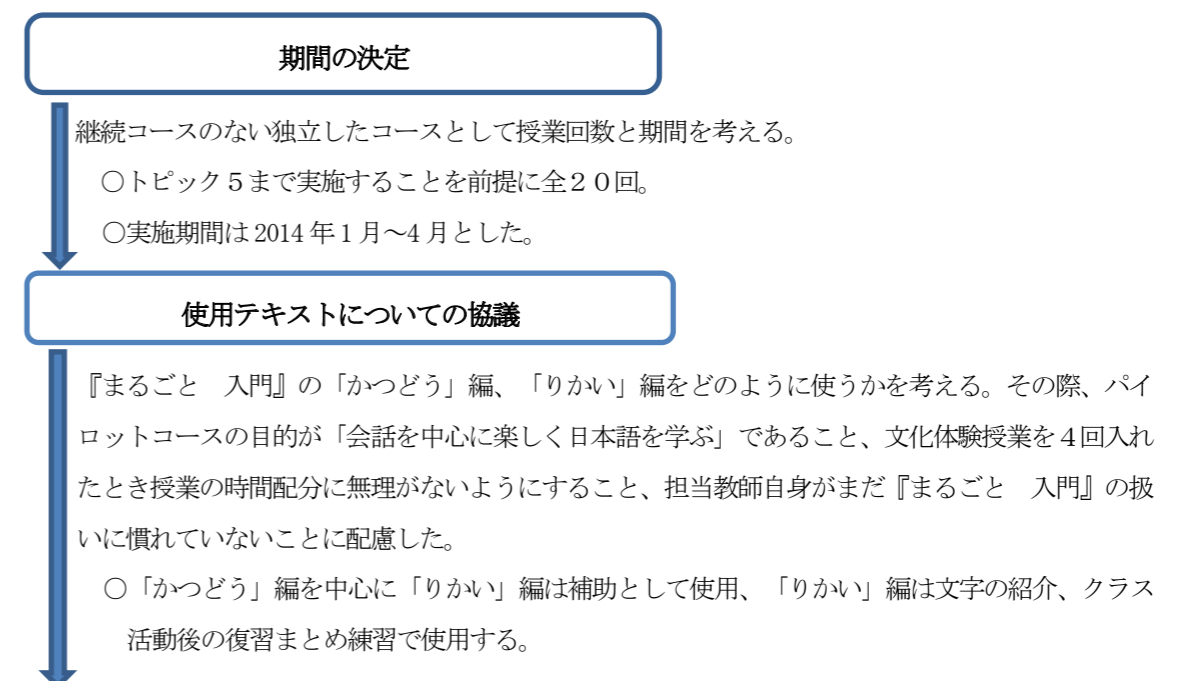 期間の決定
継続コースのない独立したコースとして授業回数と期間を考える。
○トピック５まで実施することを前提に全２０回。
○実施期間は 2014 年 1 月～4 月とした。
使用テキストについての協議
『まるごと　入門』の「かつどう」編、「りかい」編をどのように使うかを考える。その際、パイ
ロットコースの目的が「会話を中心に楽しく日本語を学ぶ」であること、文化体験授業を４回入れ
たとき授業の時間配分に無理がないようにすること、担当教師自身がまだ『まるごと　入門』の扱
いに慣れていないことに配慮した。
○「かつどう」編を中心に「りかい」編は補助として使用、「りかい」編は文字の紹介、クラス
活動後の復習まとめ練習で使用する。